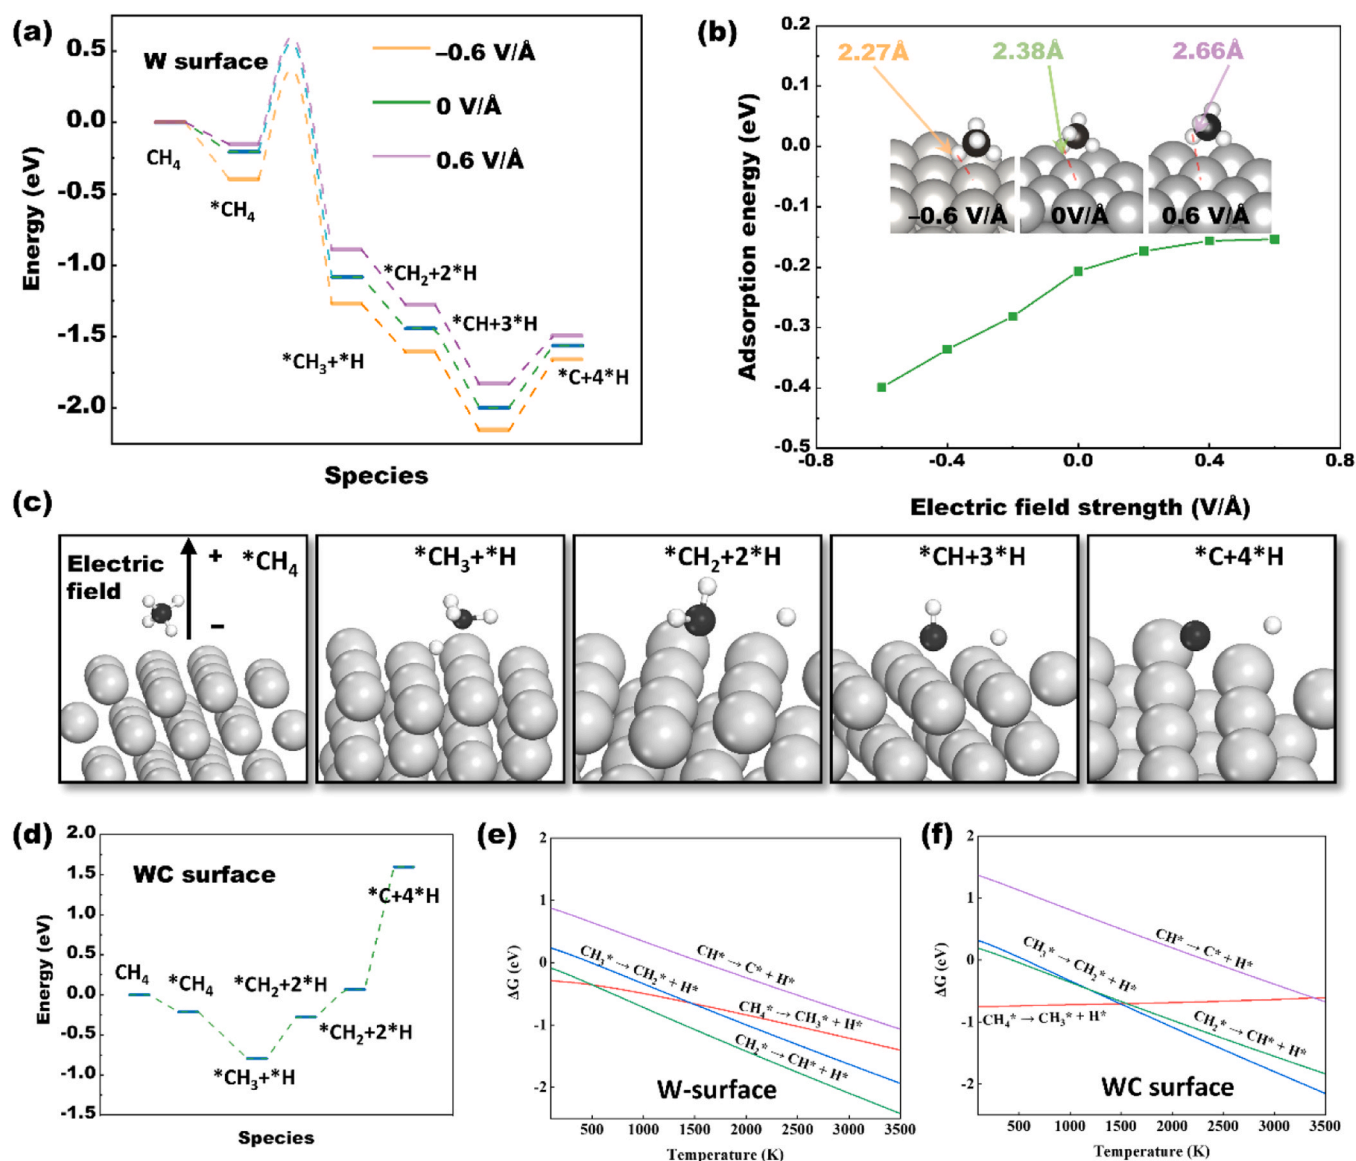 (a)
W surface
–0.6 V/Å
0 V/Å
0.6 V/Å
0.5
0.0
-0.5
-1.0
-1.5
-2.0
Energy (eV)
CH₄
*CH₄
*CH₂+2*H
*CH+3*H
*CH₃+*H
*C+4*H
Species
(b)
0.2
0.1
0.0
-0.1
-0.2
-0.3
-0.4
-0.5
Adsorption energy (eV)
2.27Å
2.38Å
2.66Å
–0.6 V/Å
0V/Å
0.6 V/Å
-0.8
-0.4
0.0
0.4
0.8
Electric field strength (V/Å)
(c)
Electric
field
+
–
*CH₄
*CH₃+*H
*CH₂+2*H
*CH+3*H
*C+4*H
(d)
2.0
1.5
1.0
0.5
0.0
-0.5
-1.0
-1.5
Energy (eV)
WC surface
CH₄
*CH₄
*CH₃+*H
*CH₂+2*H
*CH₂+2*H
*C+4*H
Species
(e)
2
1
0
-1
-2
ΔG (eV)
CH* → C* + H*
CH₃* → CH₂* + H*
CH₄* → CH₃* + H*
CH₂* → CH* + H*
W-surface
500 1000 1500 2000 2500 3000 3500
Temperature (K)
(f)
2
1
0
-1
-2
ΔG (eV)
CH* → C* + H*
CH₃* → CH₂* + H*
CH₄* → CH₃* + H*
CH₂* → CH* + H*
WC surface
500 1000 1500 2000 2500 3000 3500
Temperature (K)